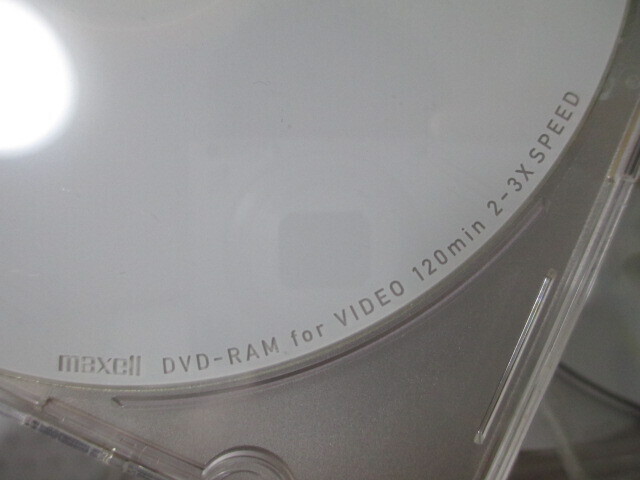 maxell DVD-RAM for VIDEO 120min 2-3X SPEED